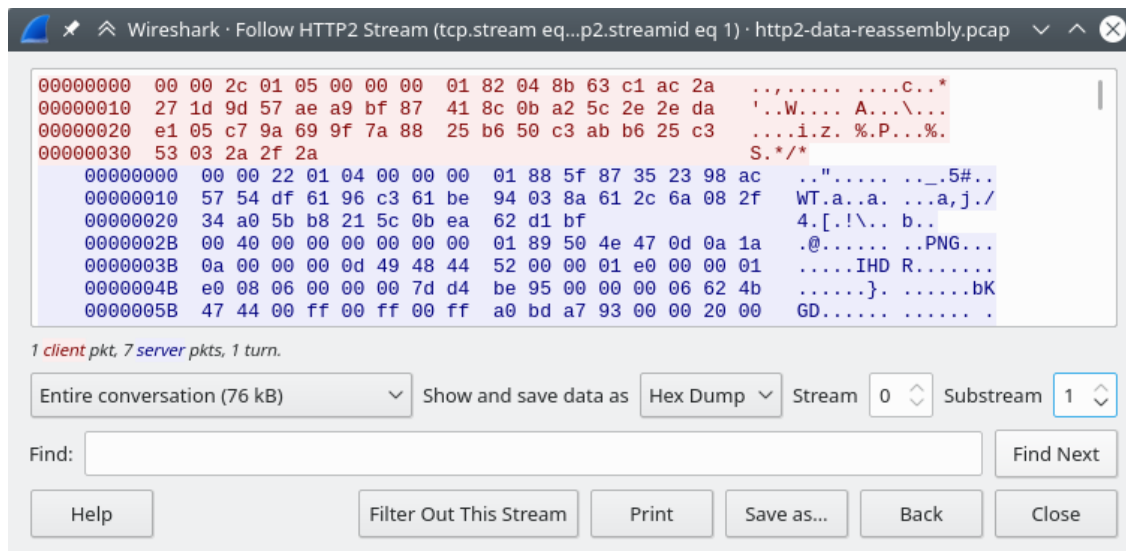 Wireshark · Follow HTTP2 Stream (tcp.stream eq...p2.streamid eq 1) · http2-data-reassembly.pcap
00000000  00 00 2c 01 05 00 00 00  01 82 04 8b 63 c1 ac 2a   ..,..... ....c..*
00000010  27 1d 9d 57 ae a9 bf 87  41 8c 0b a2 5c 2e 2e da   '..W.... A...\...
00000020  e1 05 c7 9a 69 9f 7a 88  25 b6 50 c3 ab b6 25 c3   ....i.z. %.P...%.
00000030  53 03 2a 2f 2a                                     S.*/*
00000000  00 00 22 01 04 00 00 00  01 88 5f 87 35 23 98 ac   .."..... .._.5#..
00000010  57 54 df 61 96 c3 61 be  94 03 8a 61 2c 6a 08 2f   WT.a..a. ...a,j./
00000020  34 a0 5b b8 21 5c 0b ea  62 d1 bf                  4.[.!\.. b..
0000002B  00 40 00 00 00 00 00 00  01 89 50 4e 47 0d 0a 1a   .@...... ..PNG...
0000003B  0a 00 00 00 0d 49 48 44  52 00 00 01 e0 00 00 01   .....IHD R.......
0000004B  e0 08 06 00 00 00 7d d4  be 95 00 00 00 06 62 4b   ......}. ......bK
0000005B  47 44 00 ff 00 ff 00 ff  a0 bd a7 93 00 00 20 00   GD...... ...... .
1 client pkt, 7 server pkts, 1 turn.
Entire conversation (76 kB) Show and save data as Hex Dump Stream 0 Substream 1
Find: Find Next
Help Filter Out This Stream Print Save as... Back Close